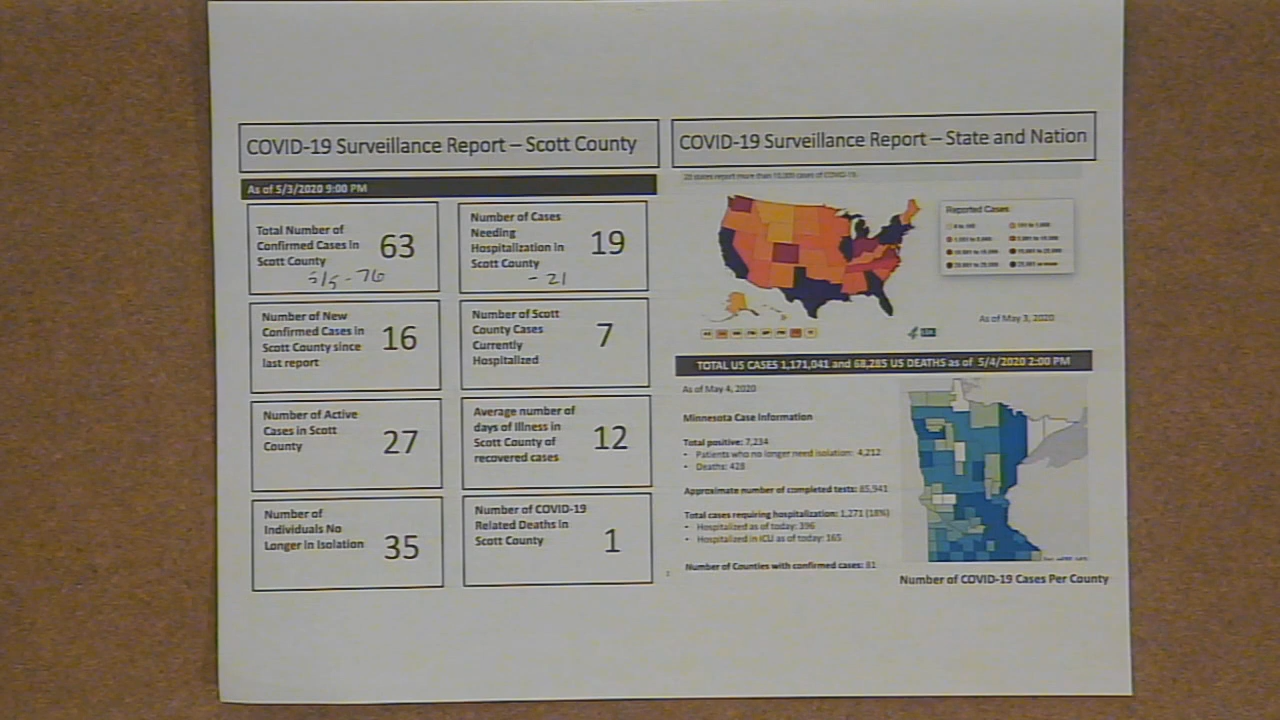 COVID-19 Surveillance Report – Scott County
As of 5/3/2020 9:00 PM
Total Number of
Confirmed Cases in
Scott County
63
5/5 - 76
Number of Cases
Needing
Hospitalization in
Scott County
19
- 21
Number of New
Confirmed Cases in
Scott County since
last report
16
Number of Scott
County Cases
Currently
Hospitalized
7
Number of Active
Cases in Scott
County
27
Average number of
days of Illness in
Scott County of
recovered cases
12
Number of
Individuals No
Longer in Isolation
35
Number of COVID-19
Related Deaths in
Scott County
1
COVID-19 Surveillance Report – State and Nation
report more than 10,000 cases of COVID-19.
Reported Cases
As of May 3, 2020
TOTAL US CASES 1,171,041 and 68,285 US DEATHS as of 5/4/2020 2:00 PM
As of May 4, 2020
Minnesota Case Information
Total positive: 7,234
• Patients who no longer need isolation: 4,212
• Deaths: 428
Approximate number of completed tests: 85,941
Total cases requiring hospitalization: 1,271 (18%)
• Hospitalized as of today: 396
• Hospitalized in ICU as of today: 165
Number of Counties with confirmed cases: 81
Number of COVID-19 Cases Per County